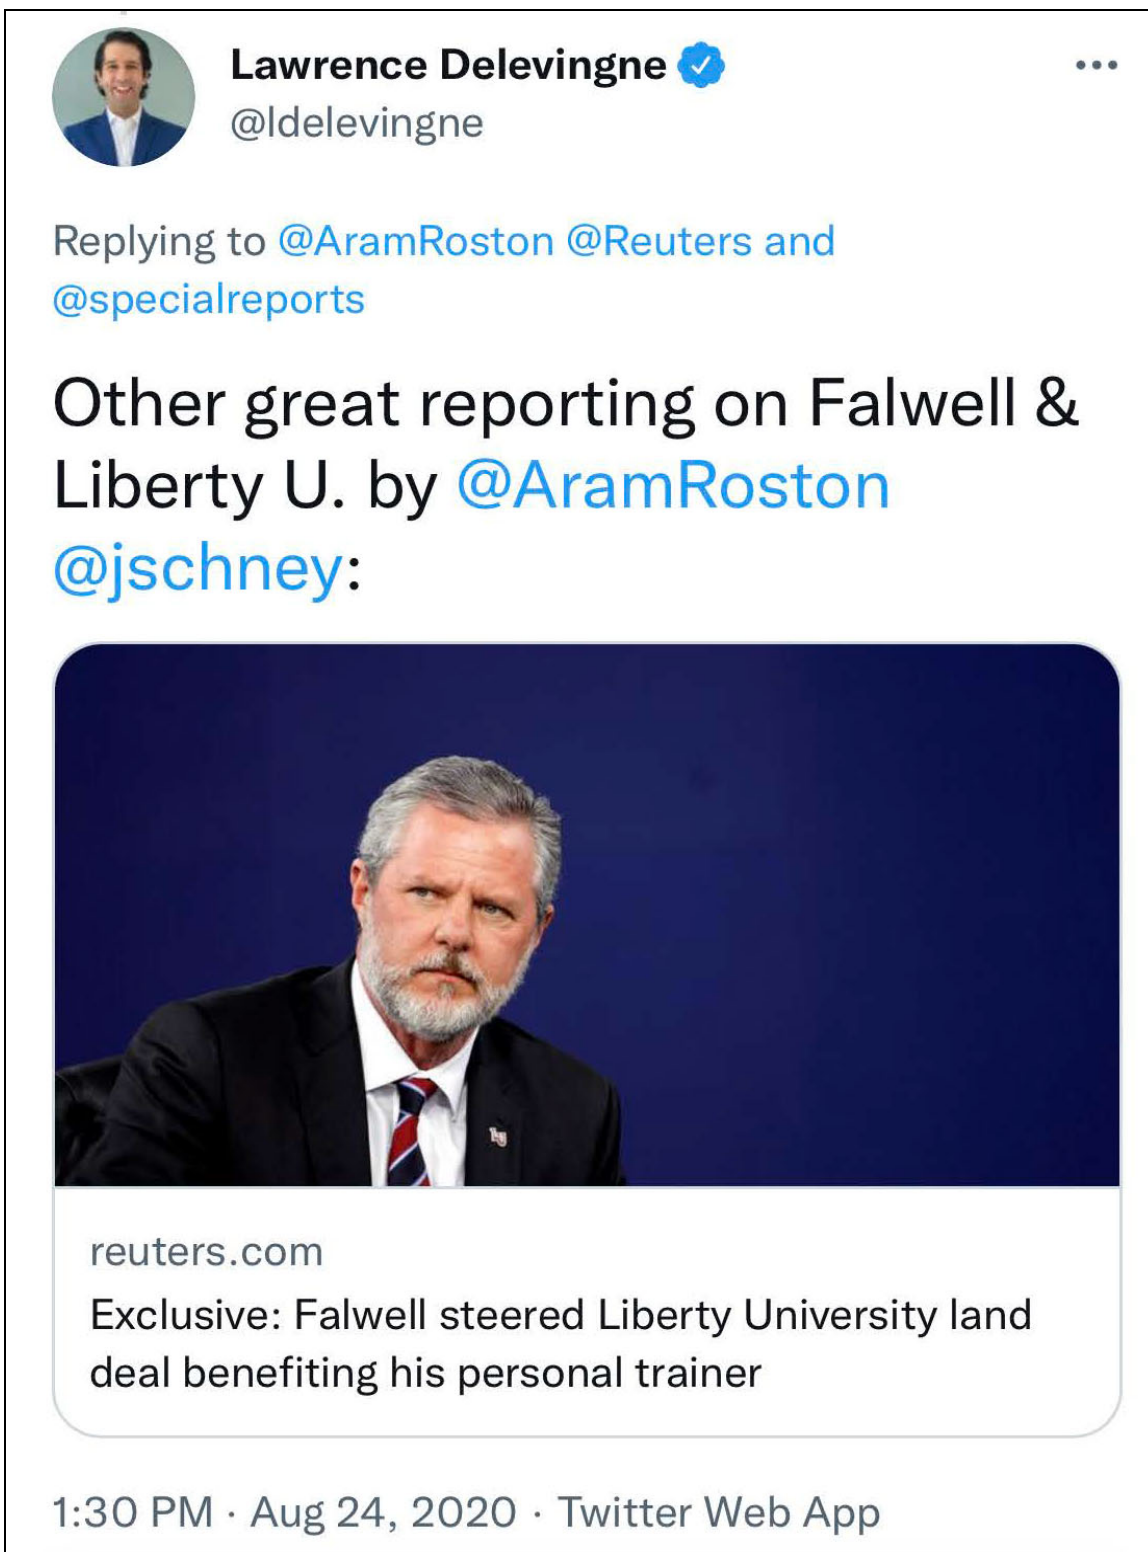 Lawrence Delevingne
@ldelevingne
Replying to @AramRoston @Reuters and
@specialreports
Other great reporting on Falwell &
Liberty U. by @AramRoston
@jschney:
LU
reuters.com
Exclusive: Falwell steered Liberty University land
deal benefiting his personal trainer
1:30 PM · Aug 24, 2020 · Twitter Web App